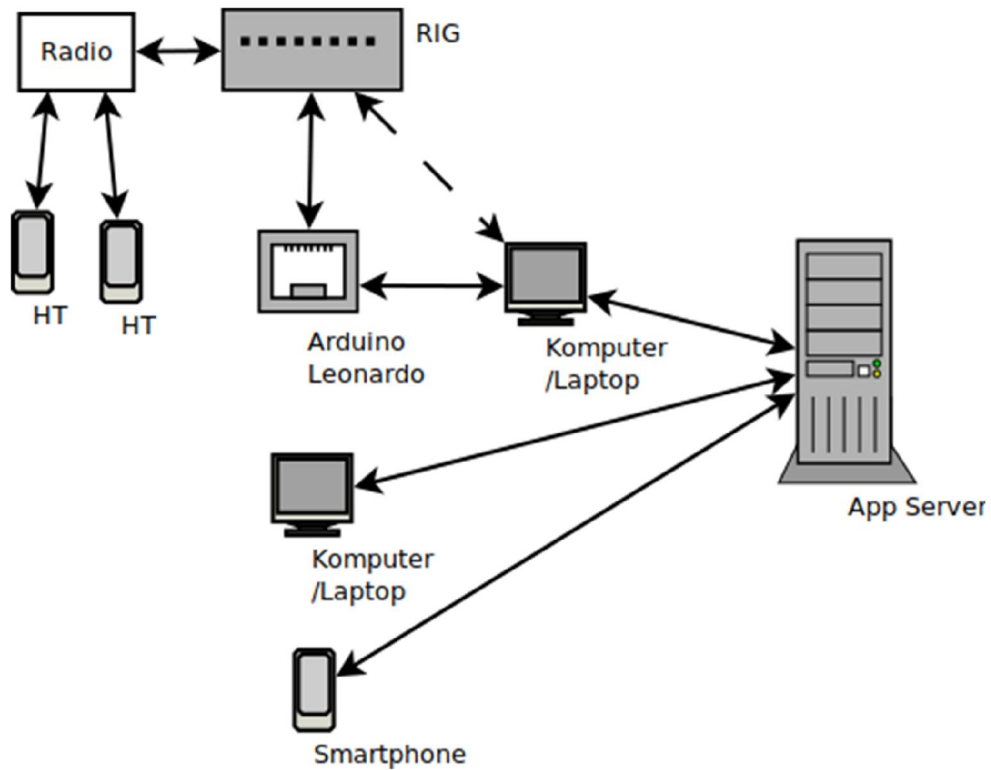 Radio
RIG
HT
HT
Arduino
Leonardo
Komputer
/Laptop
App Server
Komputer
/Laptop
Smartphone